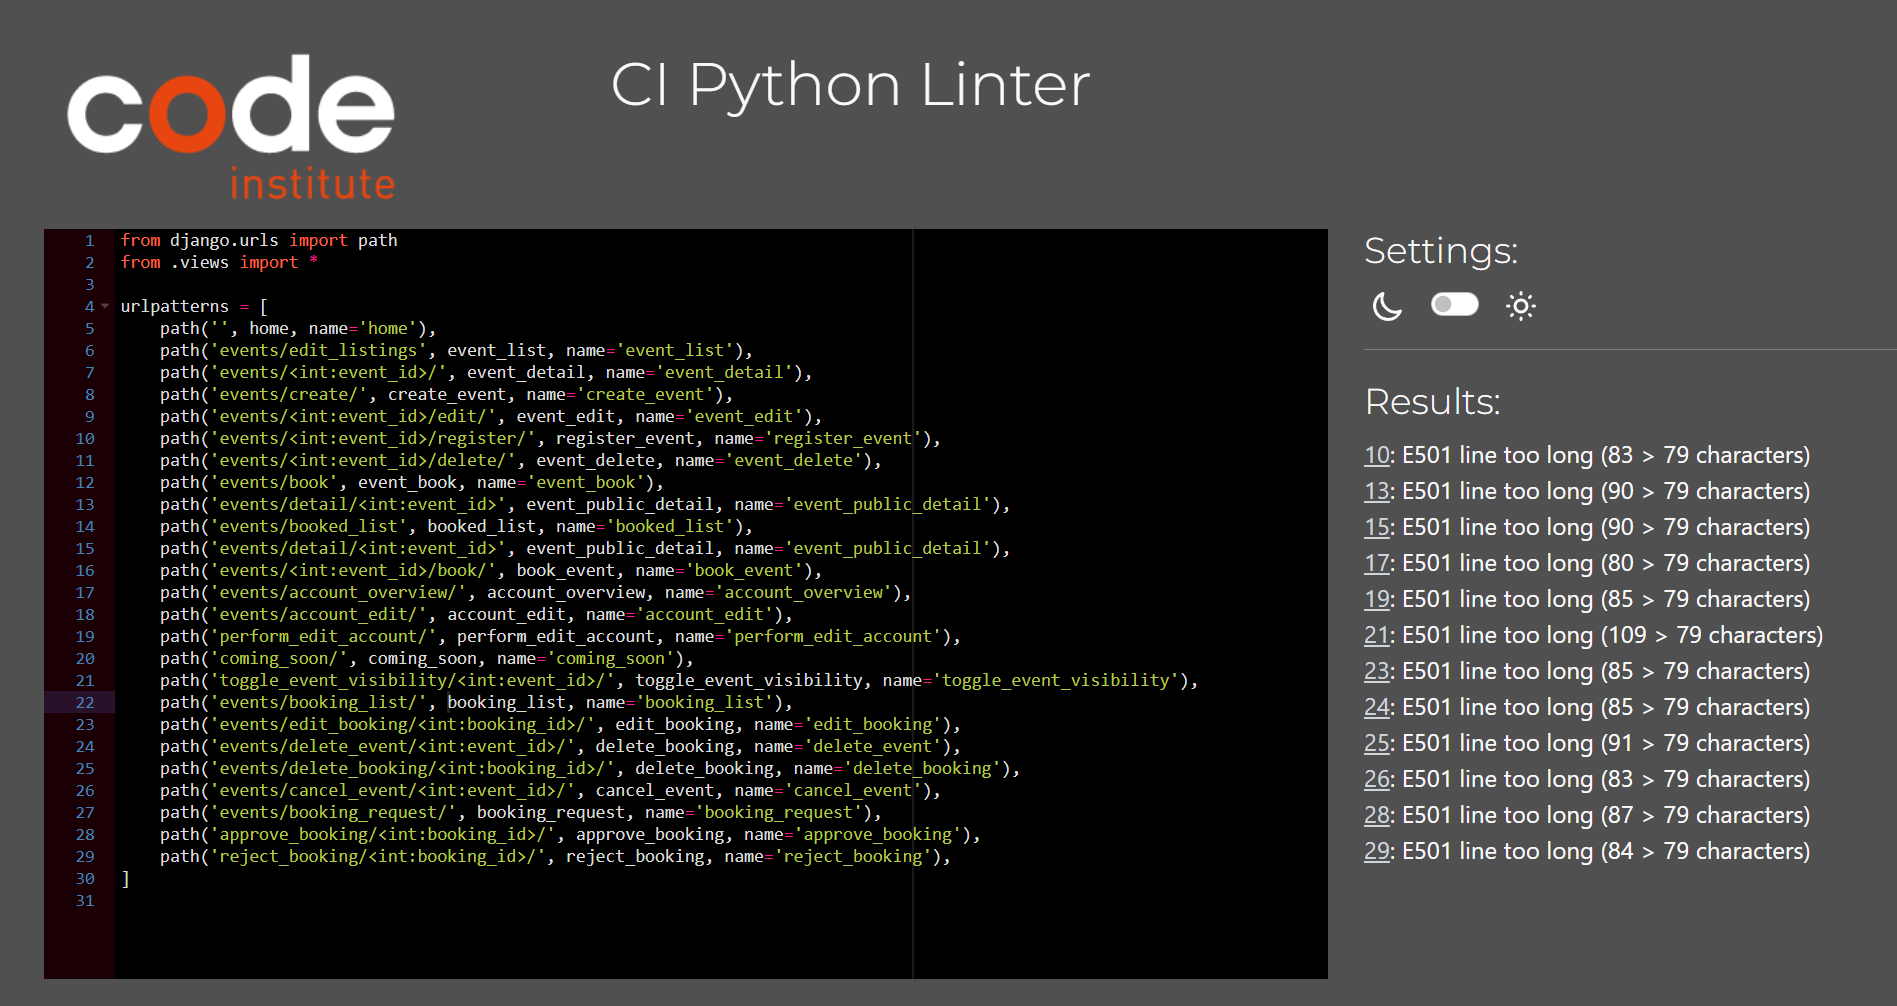 code
institute
CI Python Linter
1 from django.urls import path
2 from .views import *
3
4 urlpatterns = [
5     path('', home, name='home'),
6     path('events/edit_listings', event_list, name='event_list'),
7     path('events/<int:event_id>/', event_detail, name='event_detail'),
8     path('events/create/', create_event, name='create_event'),
9     path('events/<int:event_id>/edit/', event_edit, name='event_edit'),
10     path('events/<int:event_id>/register/', register_event, name='register_event'),
11     path('events/<int:event_id>/delete/', event_delete, name='event_delete'),
12     path('events/book', event_book, name='event_book'),
13     path('events/detail/<int:event_id>', event_public_detail, name='event_public_detail'),
14     path('events/booked_list', booked_list, name='booked_list'),
15     path('events/detail/<int:event_id>', event_public_detail, name='event_public_detail'),
16     path('events/<int:event_id>/book/', book_event, name='book_event'),
17     path('events/account_overview/', account_overview, name='account_overview'),
18     path('events/account_edit/', account_edit, name='account_edit'),
19     path('perform_edit_account/', perform_edit_account, name='perform_edit_account'),
20     path('coming_soon/', coming_soon, name='coming_soon'),
21     path('toggle_event_visibility/<int:event_id>/', toggle_event_visibility, name='toggle_event_visibility'),
22     path('events/booking_list/', booking_list, name='booking_list'),
23     path('events/edit_booking/<int:booking_id>/', edit_booking, name='edit_booking'),
24     path('events/delete_event/<int:event_id>/', delete_booking, name='delete_event'),
25     path('events/delete_booking/<int:booking_id>/', delete_booking, name='delete_booking'),
26     path('events/cancel_event/<int:event_id>/', cancel_event, name='cancel_event'),
27     path('events/booking_request/', booking_request, name='booking_request'),
28     path('approve_booking/<int:booking_id>/', approve_booking, name='approve_booking'),
29     path('reject_booking/<int:booking_id>/', reject_booking, name='reject_booking'),
30 ]
31
Settings:
Results:
10: E501 line too long (83 > 79 characters)
13: E501 line too long (90 > 79 characters)
15: E501 line too long (90 > 79 characters)
17: E501 line too long (80 > 79 characters)
19: E501 line too long (85 > 79 characters)
21: E501 line too long (109 > 79 characters)
23: E501 line too long (85 > 79 characters)
24: E501 line too long (85 > 79 characters)
25: E501 line too long (91 > 79 characters)
26: E501 line too long (83 > 79 characters)
28: E501 line too long (87 > 79 characters)
29: E501 line too long (84 > 79 characters)